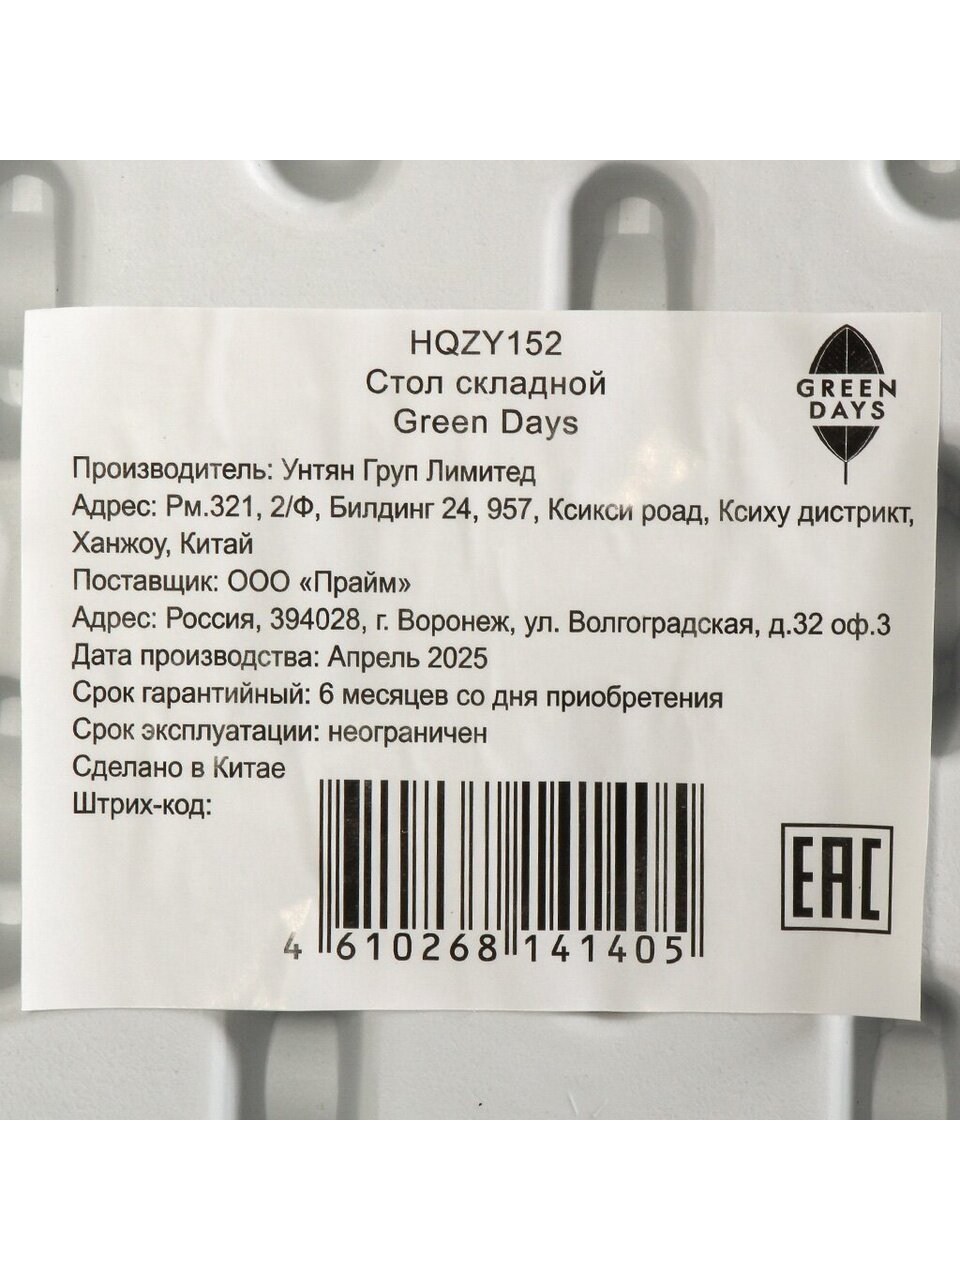 HQZY152
Стол складной
Green Days
GREEN
DAYS
Производитель: Унтян Груп Лимитед
Адрес: Рм.321, 2/Ф, Билдинг 24, 957, Ксикси роад, Ксиху дистрикт,
Ханжоу, Китай
Поставщик: ООО «Прайм»
Адрес: Россия, 394028, г. Воронеж, ул. Волгоградская, д.32 оф.3
Дата производства: Апрель 2025
Срок гарантийный: 6 месяцев со дня приобретения
Срок эксплуатации: неограничен
Сделано в Китае
Штрих-код:
4 610268 141405
EAC